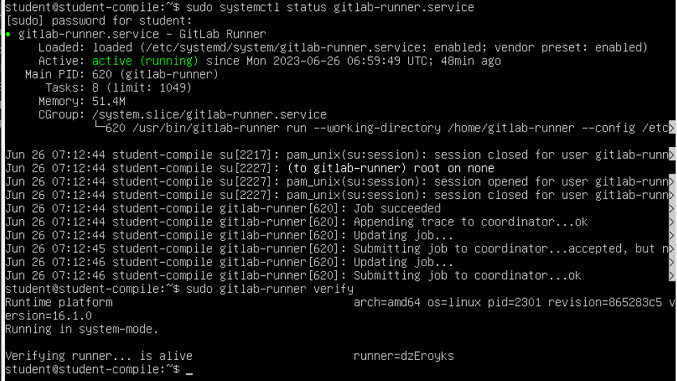 student@student-compile:~$ sudo systemctl status gitlab-runner.service
[sudo] password for student:
● gitlab-runner.service - GitLab Runner
Loaded: loaded (/etc/systemd/system/gitlab-runner.service; enabled; vendor preset: enabled)
Active: active (running) since Mon 2023-06-26 06:59:49 UTC; 48min ago
Main PID: 620 (gitlab-runner)
Tasks: 8 (limit: 1049)
Memory: 51.4M
CGroup: /system.slice/gitlab-runner.service
└─620 /usr/bin/gitlab-runner run --working-directory /home/gitlab-runner --config /etc>
Jun 26 07:12:44 student-compile su[2217]: pam_unix(su:session): session closed for user gitlab-runn>
Jun 26 07:12:44 student-compile su[2227]: (to gitlab-runner) root on none
Jun 26 07:12:44 student-compile su[2227]: pam_unix(su:session): session opened for user gitlab-runn>
Jun 26 07:12:44 student-compile su[2227]: pam_unix(su:session): session closed for user gitlab-runn>
Jun 26 07:12:44 student-compile gitlab-runner[620]: Job succeeded >
Jun 26 07:12:44 student-compile gitlab-runner[620]: Appending trace to coordinator...ok >
Jun 26 07:12:44 student-compile gitlab-runner[620]: Updating job... >
Jun 26 07:12:45 student-compile gitlab-runner[620]: Submitting job to coordinator...accepted, but n>
Jun 26 07:12:46 student-compile gitlab-runner[620]: Updating job... >
Jun 26 07:12:46 student-compile gitlab-runner[620]: Submitting job to coordinator...ok >
student@student-compile:~$ sudo gitlab-runner verify
Runtime platform arch=amd64 os=linux pid=2301 revision=865283c5 v
ersion=16.1.0
Running in system-mode.
Verifying runner... is alive runner=dzEroyks
student@student-compile:~$ _